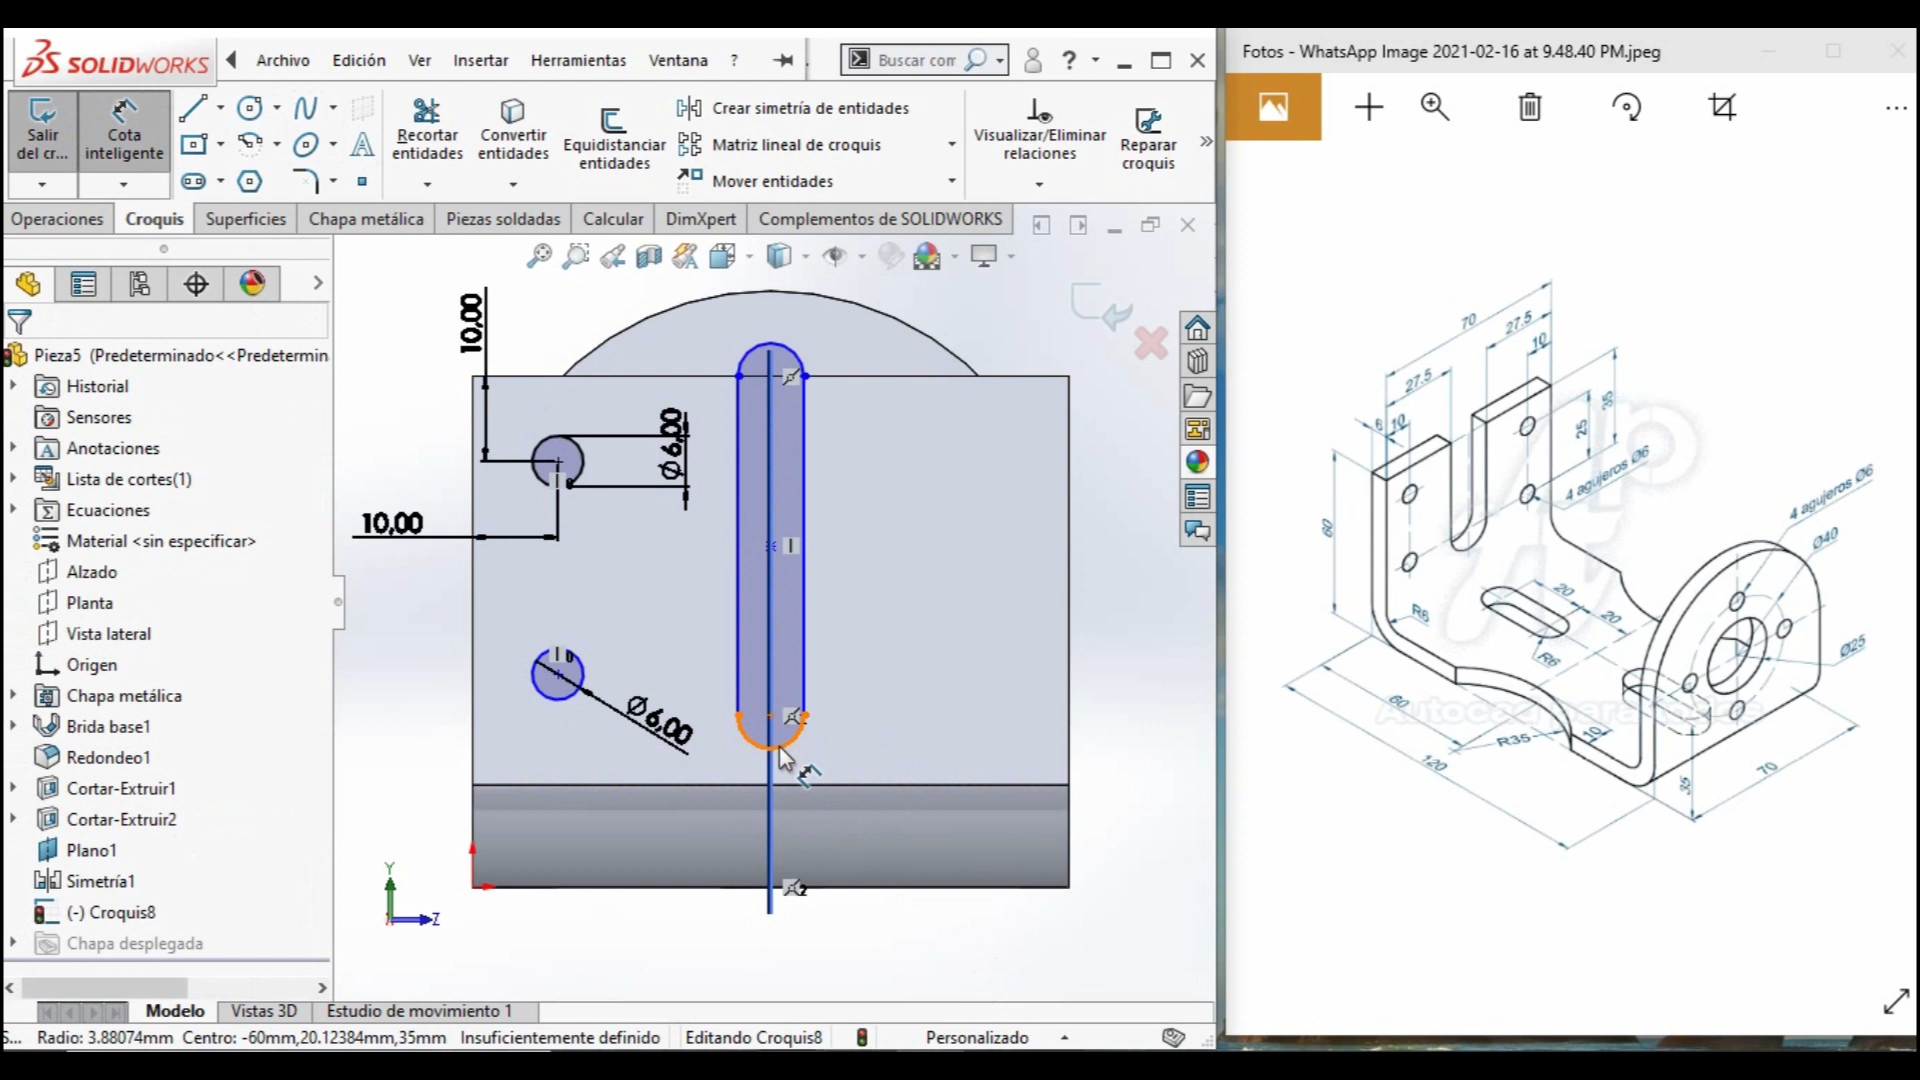 SOLIDWORKS
Archivo Edición Ver Insertar Herramientas Ventana ?
Buscar con
Fotos - WhatsApp Image 2021-02-16 at 9.48.40 PM.jpeg
Salir del cr...
Cota inteligente
Recortar entidades
Convertir entidades
Equidistanciar entidades
Crear simetría de entidades
Matriz lineal de croquis
Mover entidades
Visualizar/Eliminar relaciones
Reparar croquis
Operaciones Croquis Superficies Chapa metálica Piezas soldadas Calcular DimXpert Complementos de SOLIDWORKS
Pieza5 (Predeterminado<<Predetermin
Historial
Sensores
Anotaciones
Lista de cortes(1)
Ecuaciones
Material <sin especificar>
Alzado
Planta
Vista lateral
Origen
Chapa metálica
Brida base1
Redondeo1
Cortar-Extruir1
Cortar-Extruir2
Plano1
Simetría1
(-) Croquis8
Chapa desplegada
10,00
Ø6,00
10,00
Ø6,00
Y
Z
2
70
27.5
10
27.5
6
10
35
25
4 agujeros Ø6
4 agujeros Ø6
Ø40
60
R6
20
20
R6
Ø25
60
R35
10
120
35
70
Modelo Vistas 3D Estudio de movimiento 1
S... Radio: 3.88074mm Centro: -60mm,20.12384mm,35mm Insuficientemente definido Editando Croquis8 Personalizado